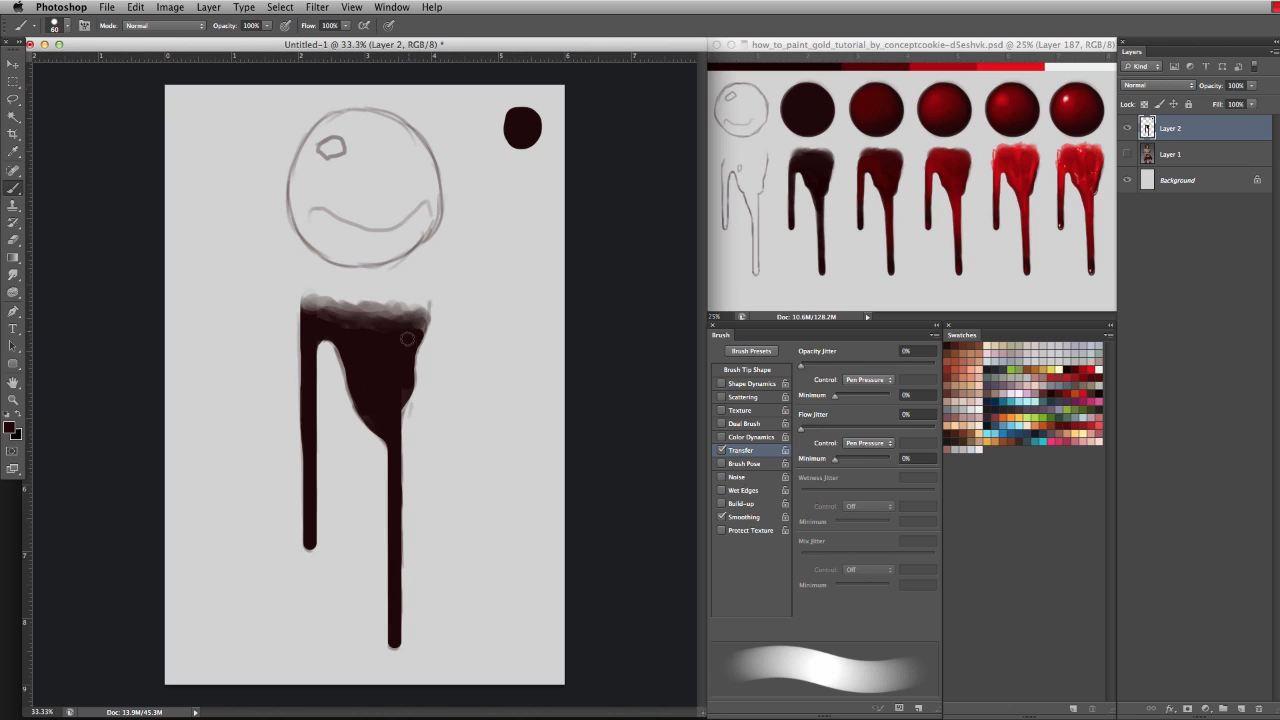 Photoshop File Edit Image Layer Type Select Filter View Window Help
60 Mode: Normal Opacity: 100% Flow: 100%
Untitled-1 @ 33.3% (Layer 2, RGB/8) *
how_to_paint_gold_tutorial_by_conceptcookie-d5eshvk.psd @ 25% (Layer 187, RGB/8)
Layers
Kind
Normal Opacity: 100%
Lock: Fill: 100%
Layer 2
Layer 1
Background
25% Doc: 10.6M/128.2M
Brush
Swatches
Brush Presets
Brush Tip Shape
Shape Dynamics
Scattering
Texture
Dual Brush
Color Dynamics
Transfer
Brush Pose
Noise
Wet Edges
Build-up
Smoothing
Protect Texture
Opacity Jitter 0%
Control: Pen Pressure
Minimum 0%
Flow Jitter 0%
Control: Pen Pressure
Minimum 0%
Wetness Jitter
Control: Off
Minimum
Mix Jitter
Control: Off
Minimum
33.33% Doc: 13.9M/45.3M